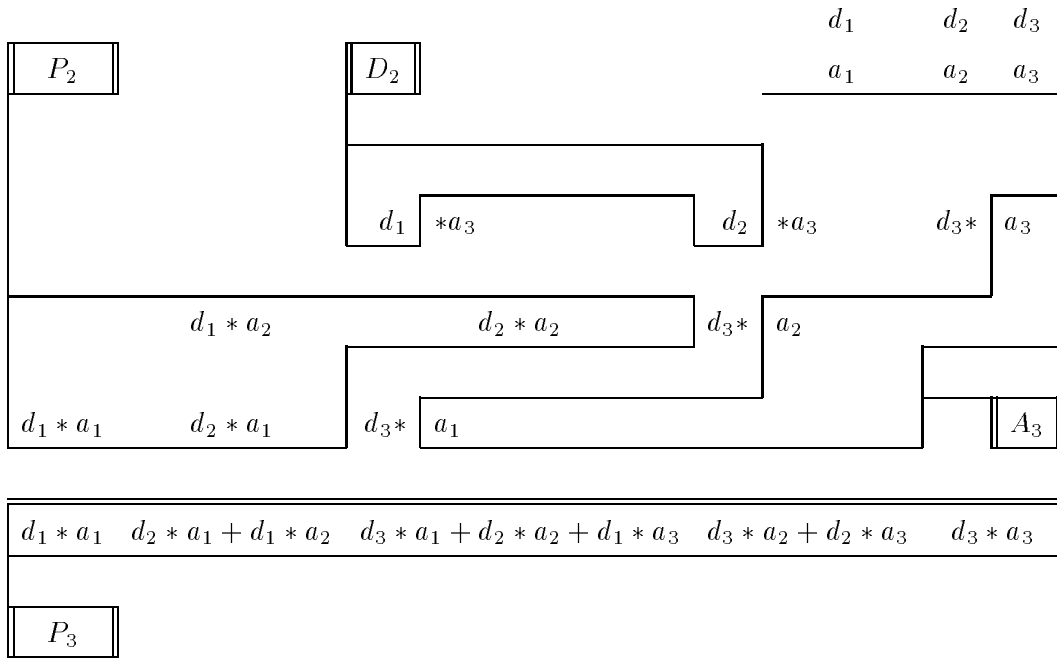 d₁ d₂ d₃
P₂ D₂ a₁ a₂ a₃
d₁ *a₃ d₂ *a₃ d₃* a₃
d₁ * a₂ d₂ * a₂ d₃* a₂
d₁ * a₁ d₂ * a₁ d₃* a₁ A₃
d₁ * a₁ d₂ * a₁ + d₁ * a₂ d₃ * a₁ + d₂ * a₂ + d₁ * a₃ d₃ * a₂ + d₂ * a₃ d₃ * a₃
P₃